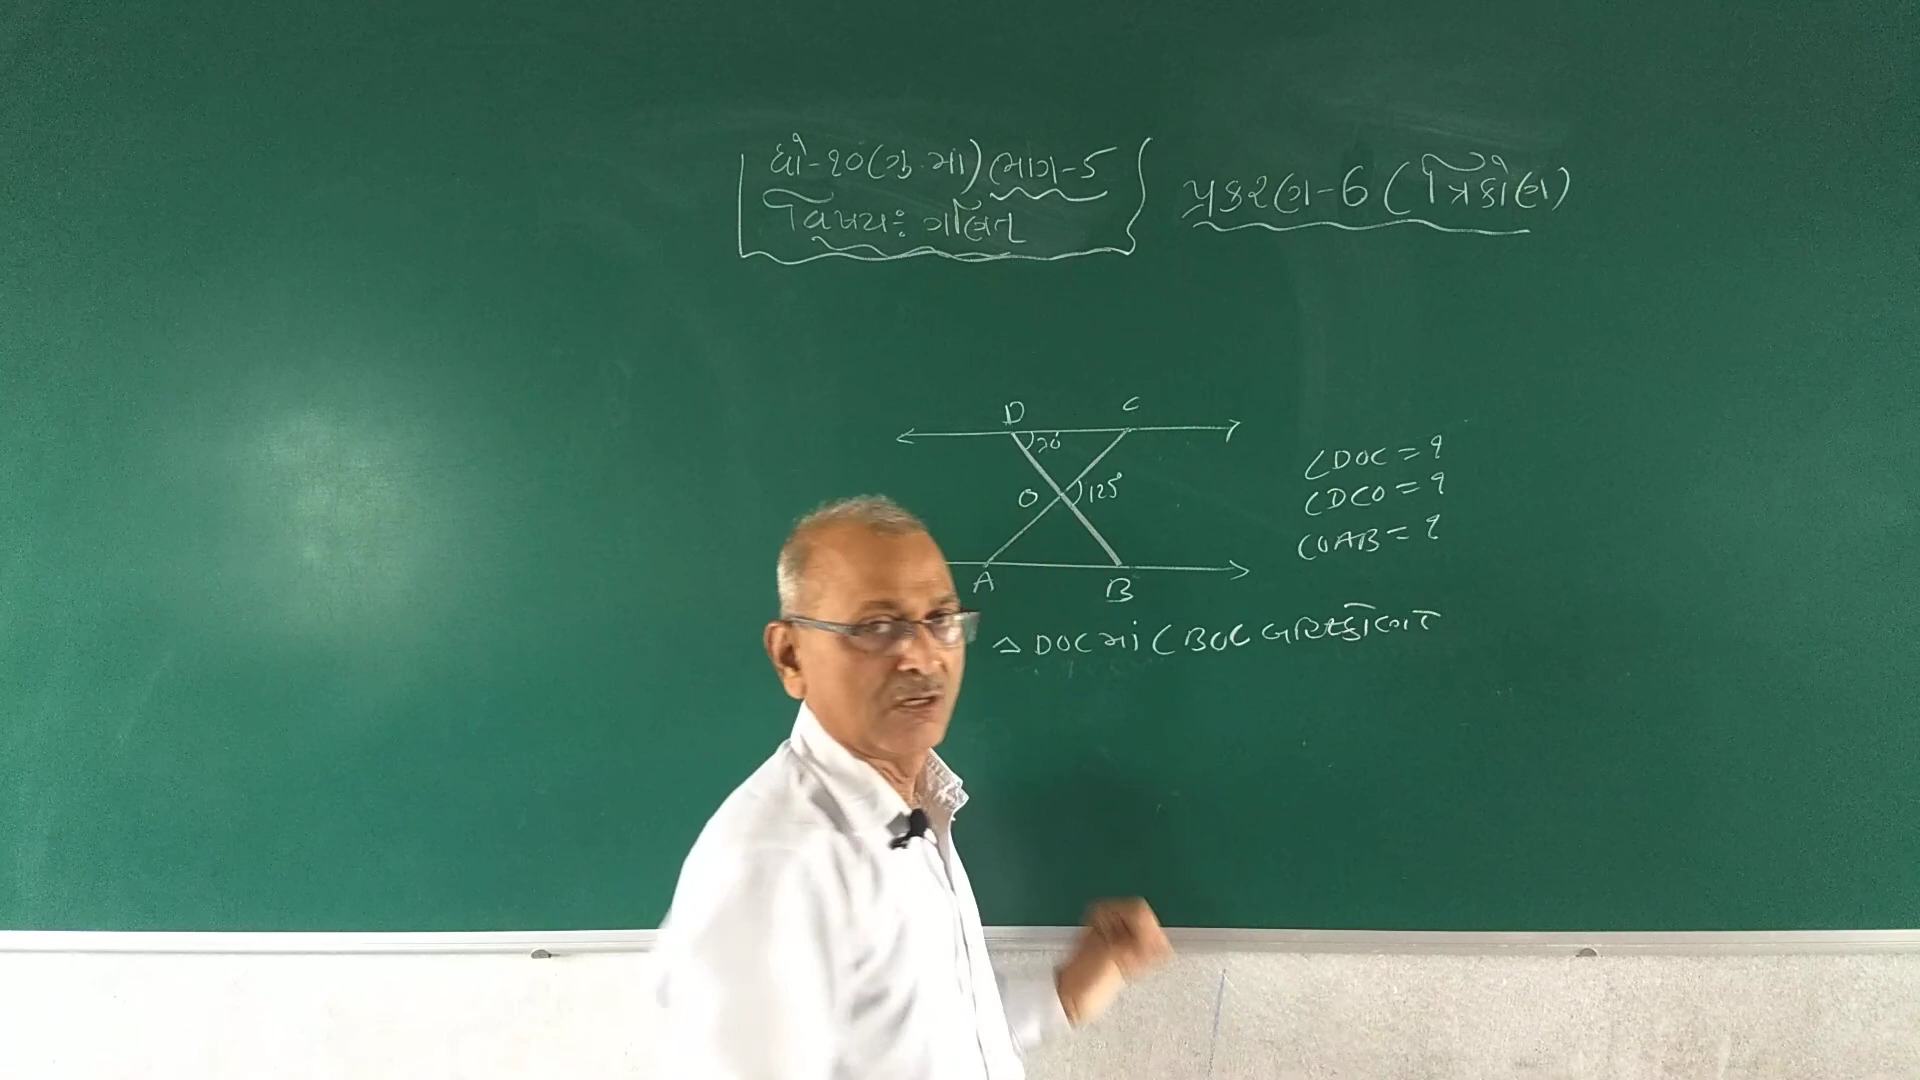 ધો-૧૦(ગુ.મા) ભાગ-5
વિષય: ગણિત
પ્રકરણ-6 (ત્રિકોણ)
D C
70°
O 125°
A B
∠DOC = ?
∠DCO = ?
∠OAB = ?
△ DOC માં ∠BOC બહિષ્કોણ